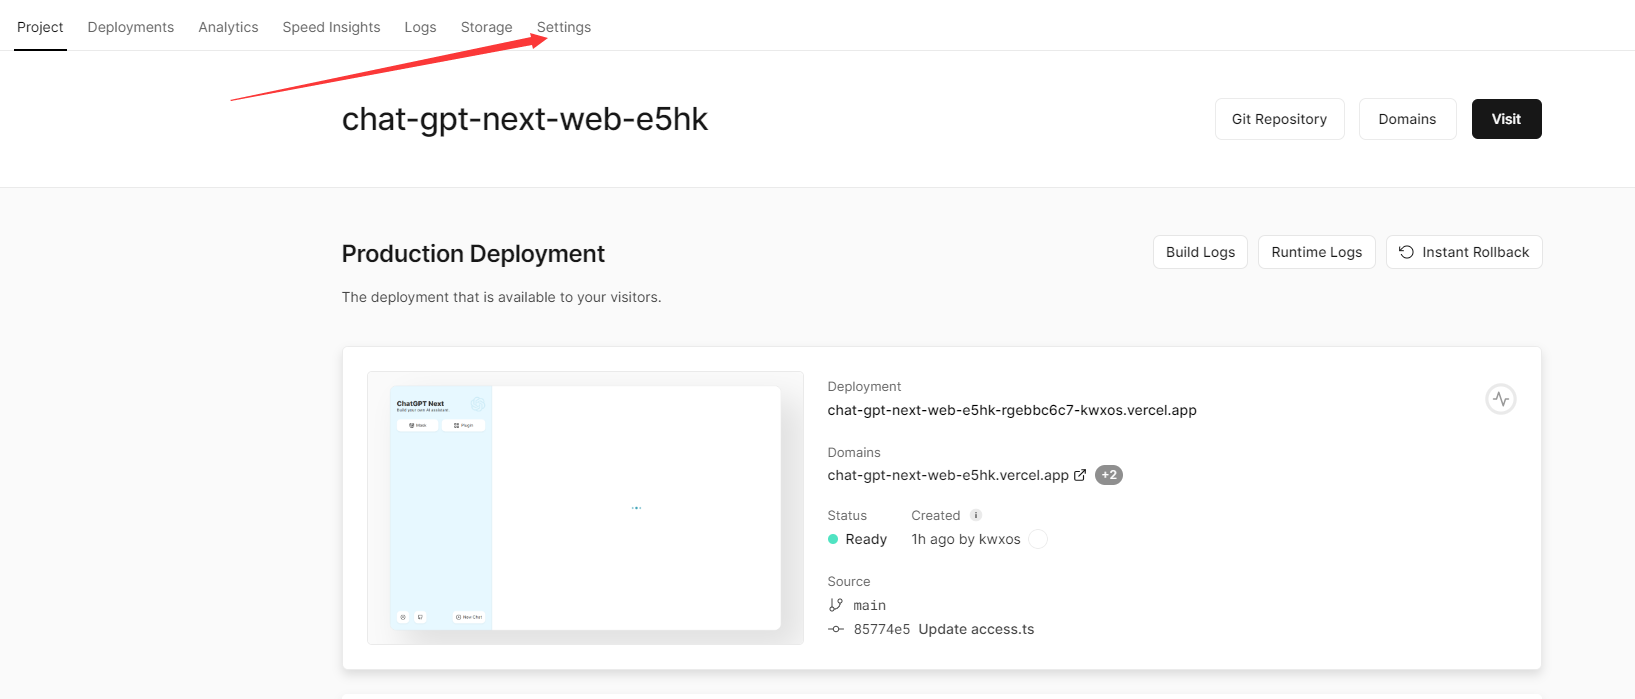 Project Deployments Analytics Speed Insights Logs Storage Settings
chat-gpt-next-web-e5hk
Git Repository Domains Visit
Production Deployment
Build Logs Runtime Logs Instant Rollback
The deployment that is available to your visitors.
ChatGPT Next
Build your own AI assistant.
Mask Plugin
New Chat
Deployment
chat-gpt-next-web-e5hk-rgebbc6c7-kwxos.vercel.app
Domains
chat-gpt-next-web-e5hk.vercel.app +2
Status Created
Ready 1h ago by kwxos
Source
main
85774e5 Update access.ts